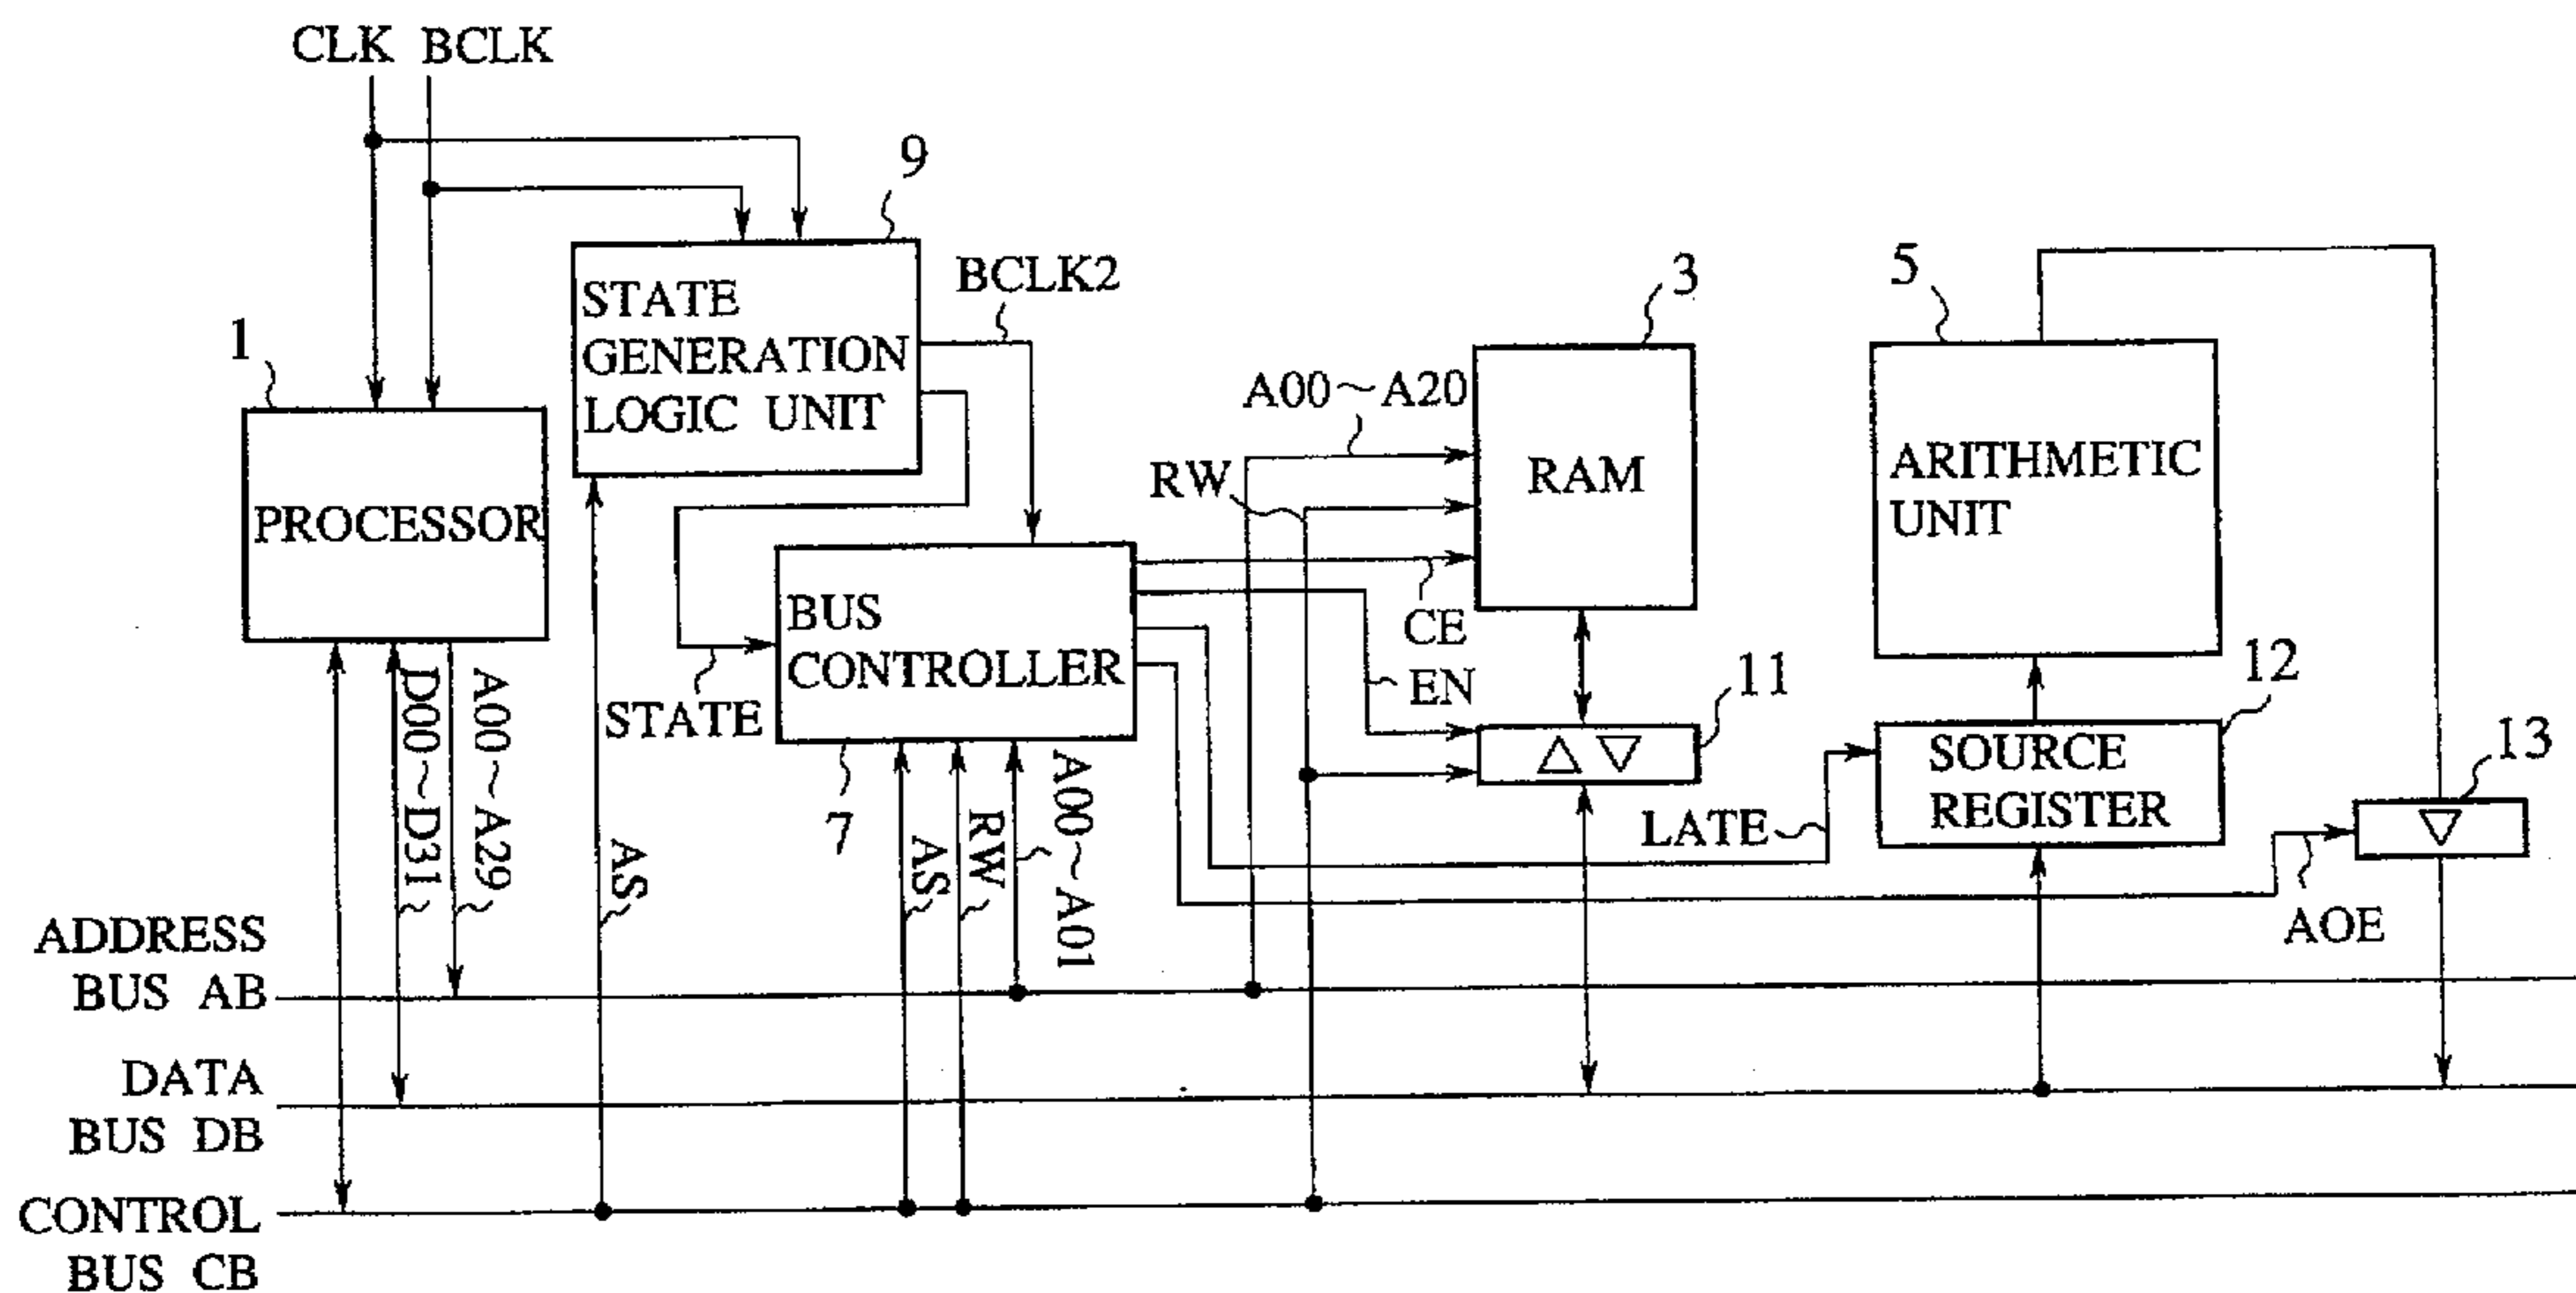 CLK BCLK
9
BCLK2
STATE
GENERATION
LOGIC UNIT
1
PROCESSOR
3
5
A00~A20
RW
RAM
ARITHMETIC
UNIT
BUS
CONTROLLER
CE
EN
STATE
7
11
12
13
SOURCE
REGISTER
LATE
AOE
D00~D31
A00~A29
AS
AS
RW
A00~A01
ADDRESS
BUS AB
DATA
BUS DB
CONTROL
BUS CB